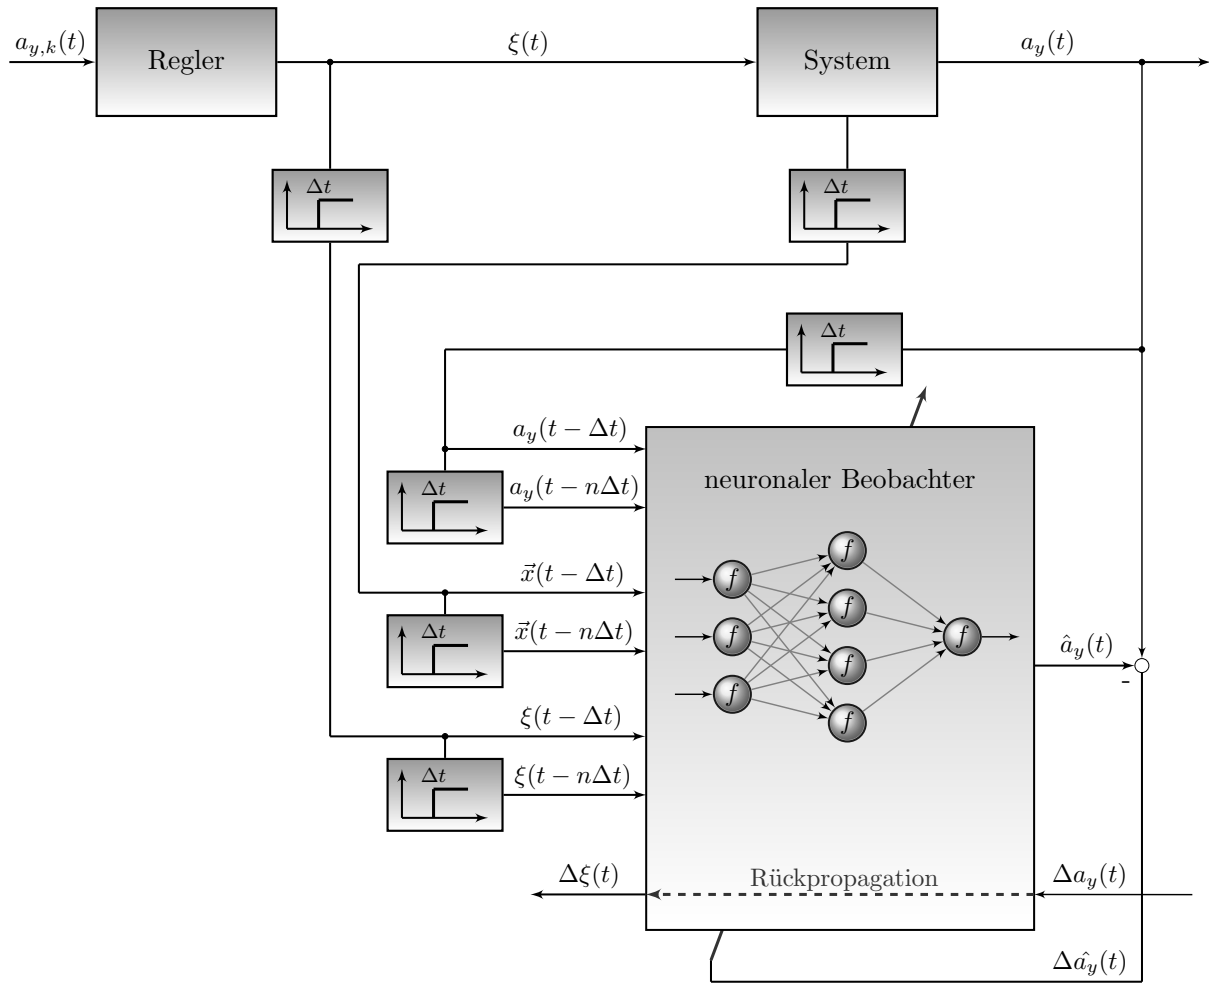 a_{y,k}(t)
Regler
ξ(t)
System
a_y(t)
Δt
Δt
Δt
a_y(t − Δt)
Δt
a_y(t − nΔt)
neuronaler Beobachter
f
f
f
f
f
f
f
f
x⃗(t − Δt)
Δt
x⃗(t − nΔt)
â_y(t)
-
ξ(t − Δt)
Δt
ξ(t − nΔt)
Δξ(t)
Rückpropagation
Δa_y(t)
Δâ_y(t)